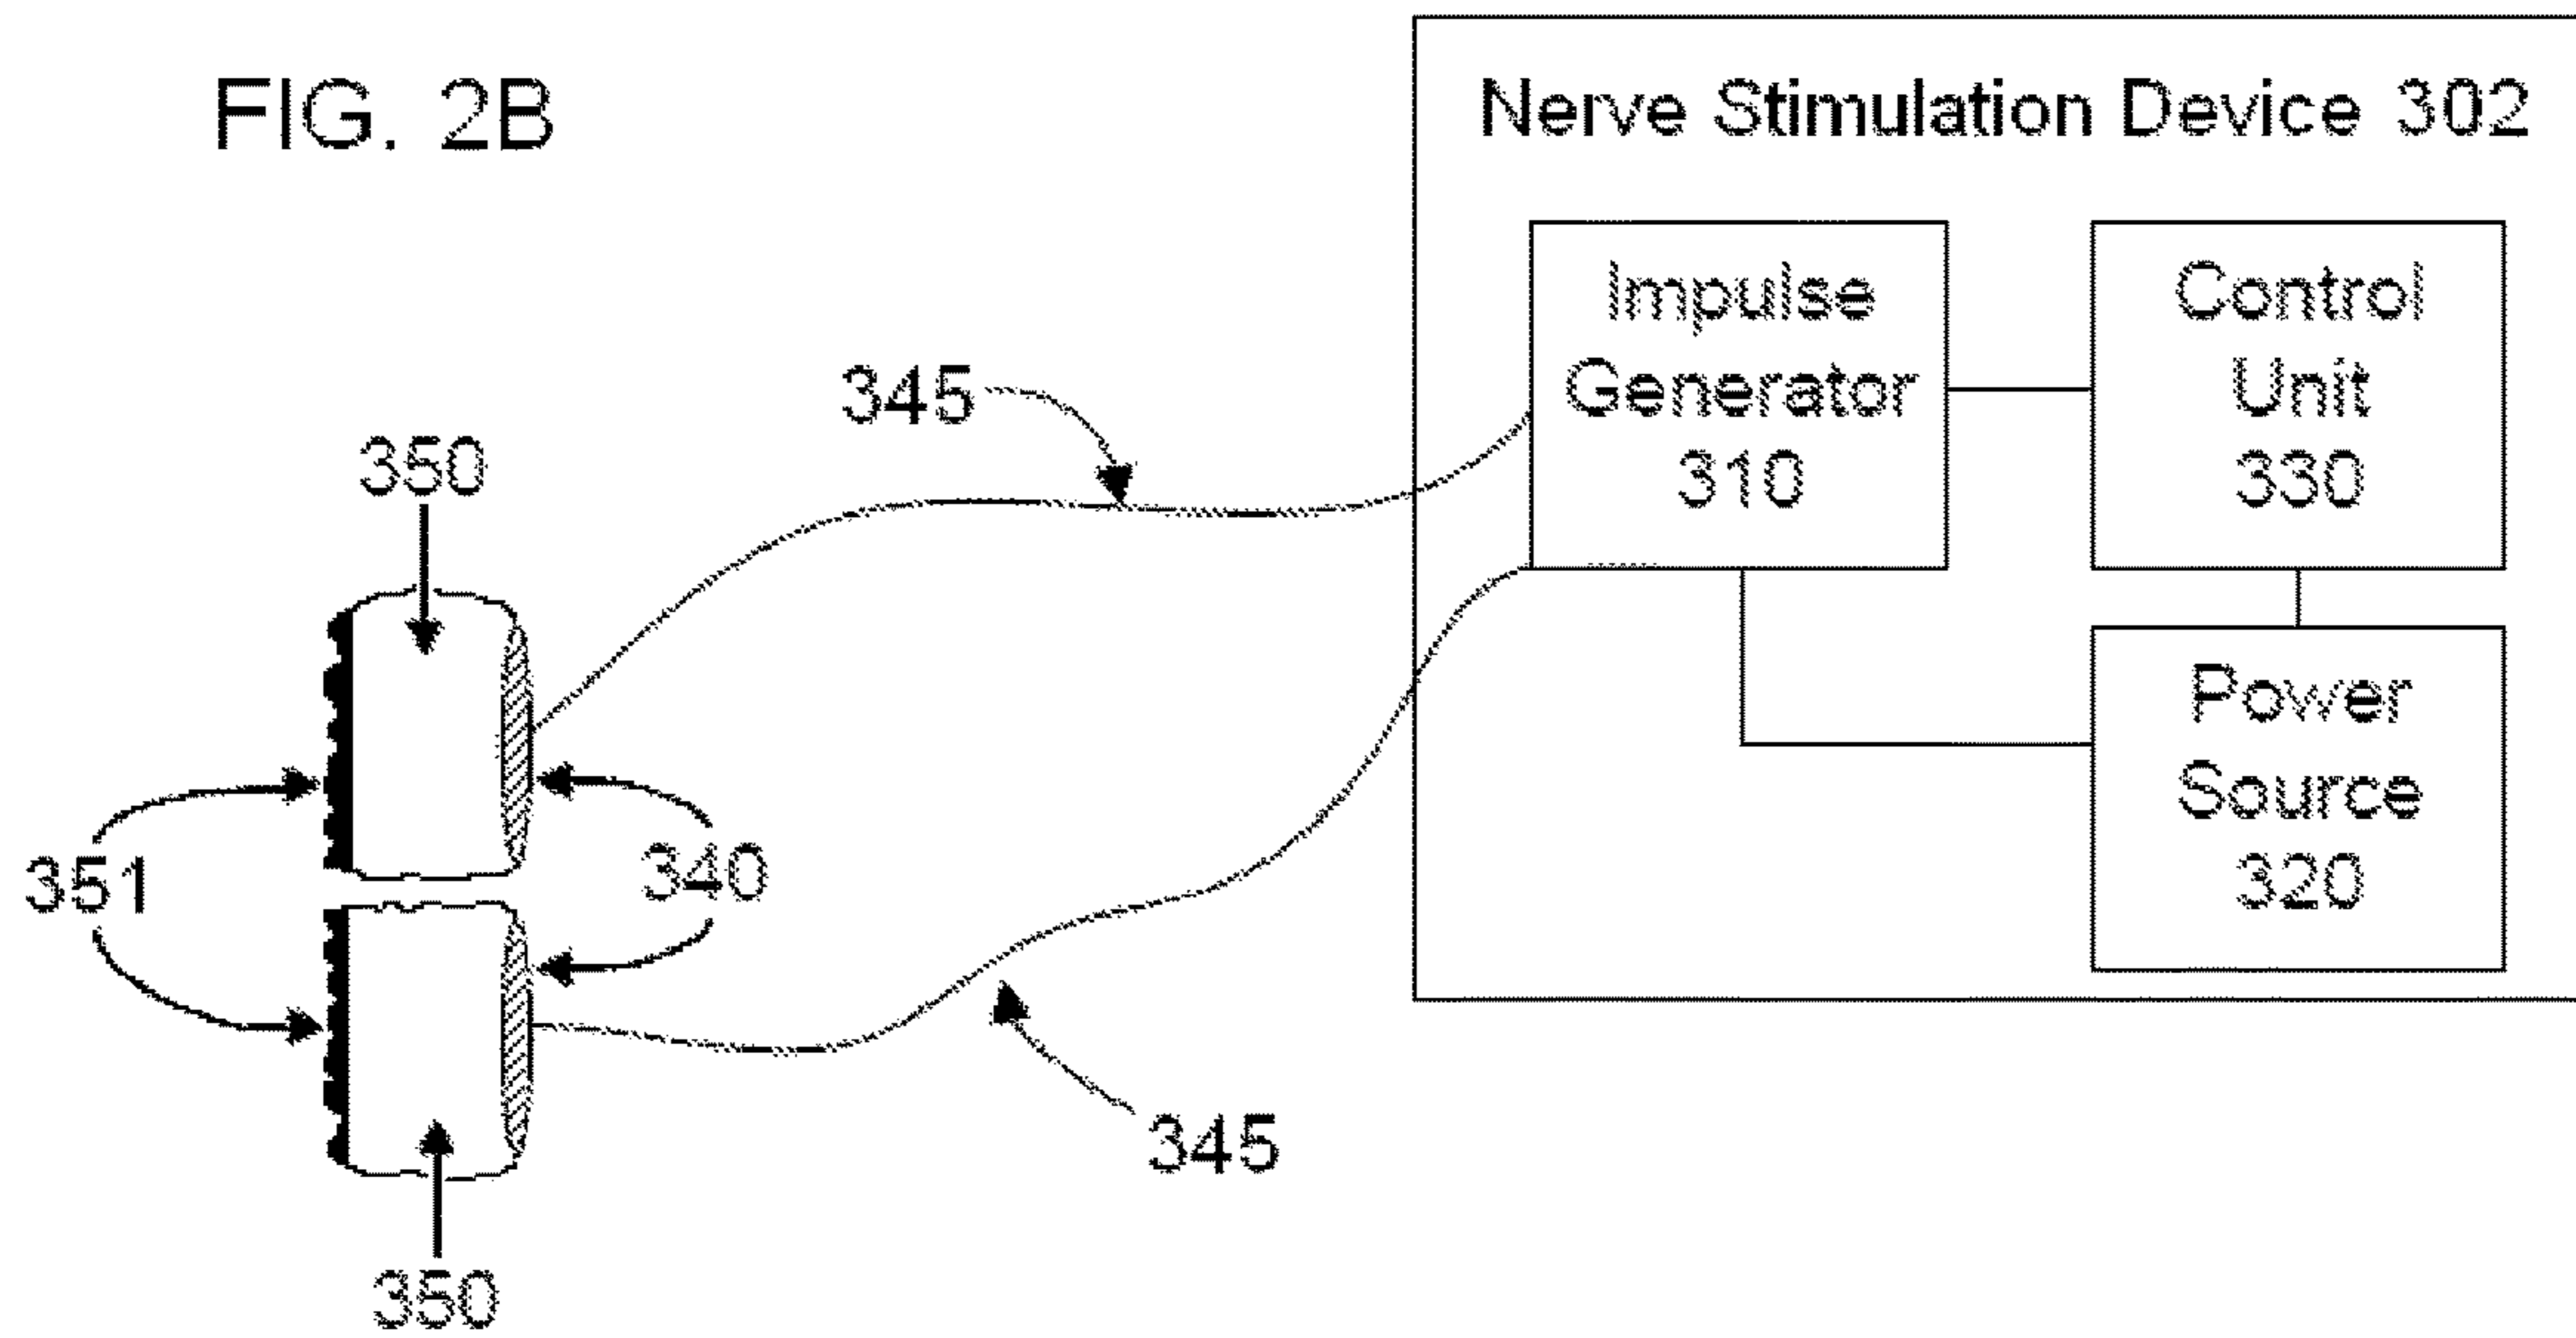 FIG. 2B
Nerve Stimulation Device 302
Impulse
Generator
310
Control
Unit
330
Power
Source
320
345
350
351
340
345
350